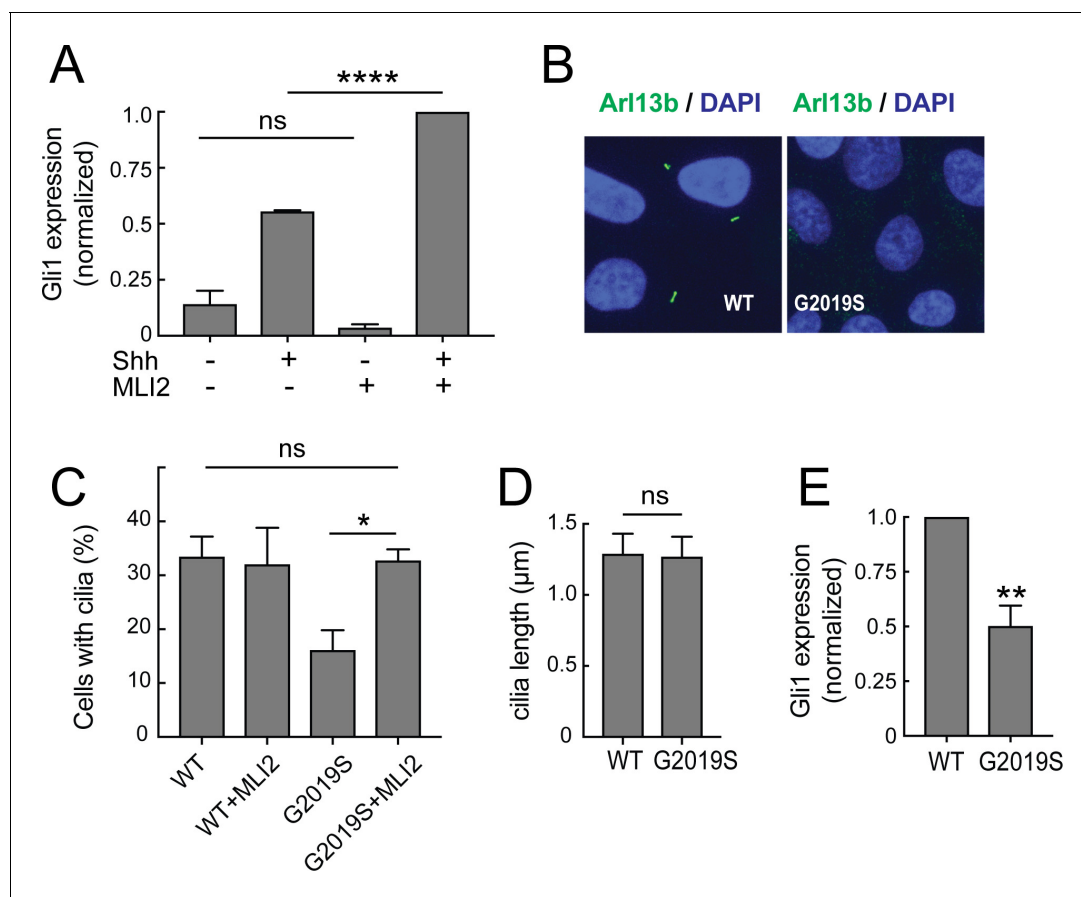 A
****
ns
1.0
0.75
0.5
0.25
0
Gli1 expression
(normalized)
Shh - + - +
MLI2 - - + +
B
Arl13b / DAPI
Arl13b / DAPI
WT
G2019S
C
ns
*
40
30
20
10
0
Cells with cilia (%)
WT
WT+MLI2
G2019S
G2019S+MLI2
D
ns
1.5
1.0
0.5
0
cilia length (µm)
WT G2019S
E
1.0
0.75
0.5
0.25
0
**
Gli1 expression
(normalized)
WT G2019S